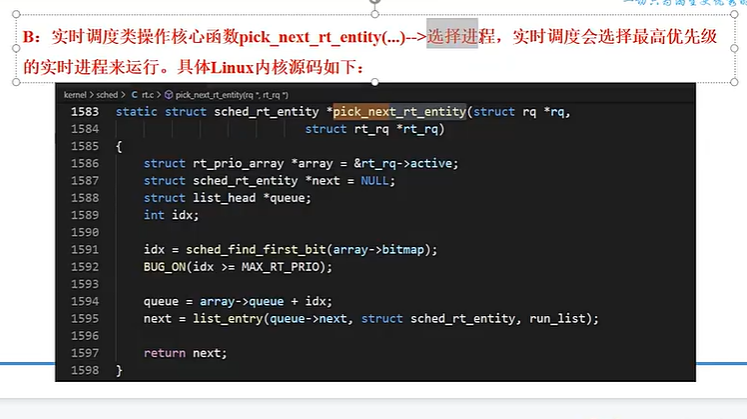 B：实时调度类操作核心函数pick_next_rt_entity(...)-->选择进程，实时调度会选择最高优先级
的实时进程来运行。具体Linux内核源码如下：
kernel > sched > C rt.c > pick_next_rt_entity(rq *, rt_rq *)
1583 static struct sched_rt_entity *pick_next_rt_entity(struct rq *rq,
1584 struct rt_rq *rt_rq)
1585 {
1586 struct rt_prio_array *array = &rt_rq->active;
1587 struct sched_rt_entity *next = NULL;
1588 struct list_head *queue;
1589 int idx;
1590
1591 idx = sched_find_first_bit(array->bitmap);
1592 BUG_ON(idx >= MAX_RT_PRIO);
1593
1594 queue = array->queue + idx;
1595 next = list_entry(queue->next, struct sched_rt_entity, run_list);
1596
1597 return next;
1598 }